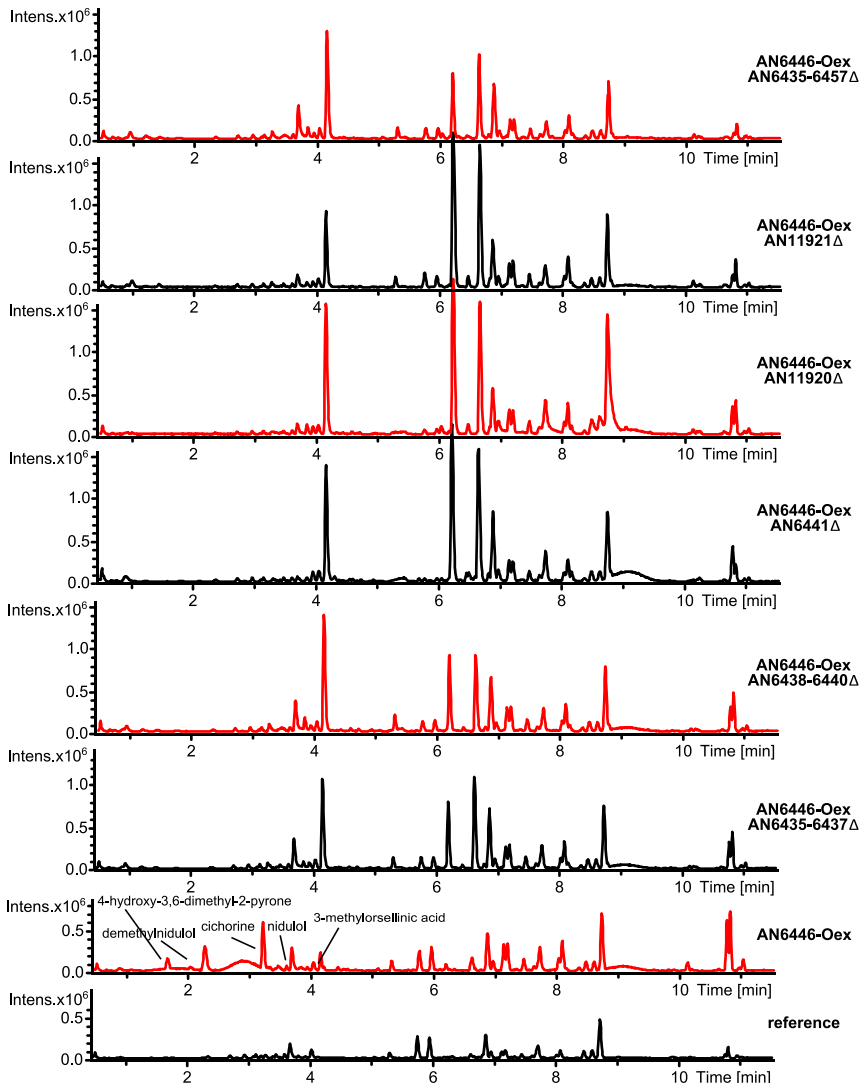 Intens.x10⁶
1.0
0.5
0.0
2 4 6 8 10 Time [min]
AN6446-Oex
AN6435-6457Δ
Intens.x10⁶
1.0
0.5
0.0
2 4 6 8 10 Time [min]
AN6446-Oex
AN11921Δ
Intens.x10⁶
1.0
0.5
0.0
2 4 6 8 10 Time [min]
AN6446-Oex
AN11920Δ
Intens.x10⁶
1.0
0.5
0.0
2 4 6 8 10 Time [min]
AN6446-Oex
AN6441Δ
Intens.x10⁶
1.0
0.5
0.0
2 4 6 8 10 Time [min]
AN6446-Oex
AN6438-6440Δ
Intens.x10⁶
1.0
0.5
0.0
2 4 6 8 10 Time [min]
AN6446-Oex
AN6435-6437Δ
4-hydroxy-3,6-dimethyl-2-pyrone
Intens.x10⁶
demethylnidulol
cichorine
nidulol
3-methylorsellinic acid
0.5
0.0
2 4 6 8 10 Time [min]
AN6446-Oex
Intens.x10⁶
0.5
0.0
2 4 6 8 10 Time [min]
reference